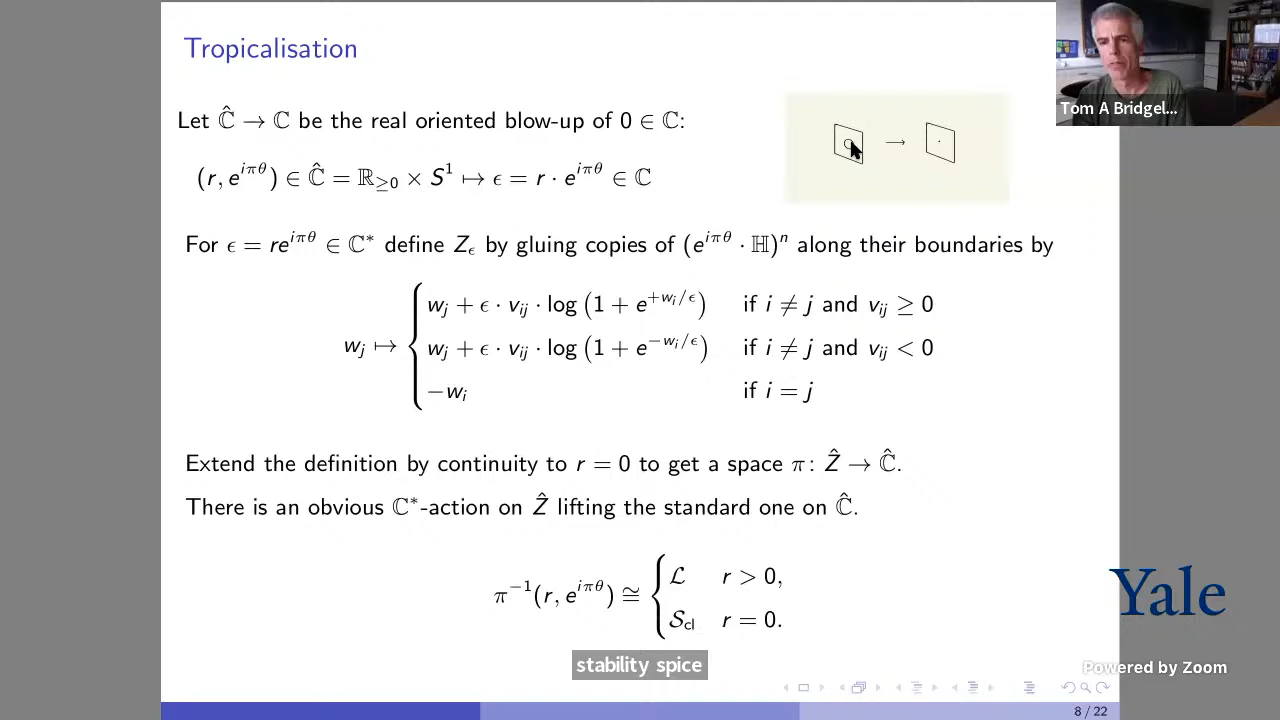 Tropicalisation
Let Ĉ → ℂ be the real oriented blow-up of 0 ∈ ℂ:
(r, e^{iπθ}) ∈ Ĉ = ℝ_{≥0} × S^1 ↦ ϵ = r · e^{iπθ} ∈ ℂ
For ϵ = re^{iπθ} ∈ ℂ^* define Z_ϵ by gluing copies of (e^{iπθ} · ℍ)^n along their boundaries by
w_j ↦ { w_j + ϵ · v_{ij} · log (1 + e^{+w_i/ϵ}) if i ≠ j and v_{ij} ≥ 0
w_j + ϵ · v_{ij} · log (1 + e^{−w_i/ϵ}) if i ≠ j and v_{ij} < 0
−w_i if i = j
Extend the definition by continuity to r = 0 to get a space π: Ẑ → Ĉ.
There is an obvious ℂ^*-action on Ẑ lifting the standard one on Ĉ.
π^{−1}(r, e^{iπθ}) ≅ { ℒ r > 0,
𝒮_{cl} r = 0.
stability spice
8 / 22
Tom A Bridgel...
Yale
Powered by Zoom